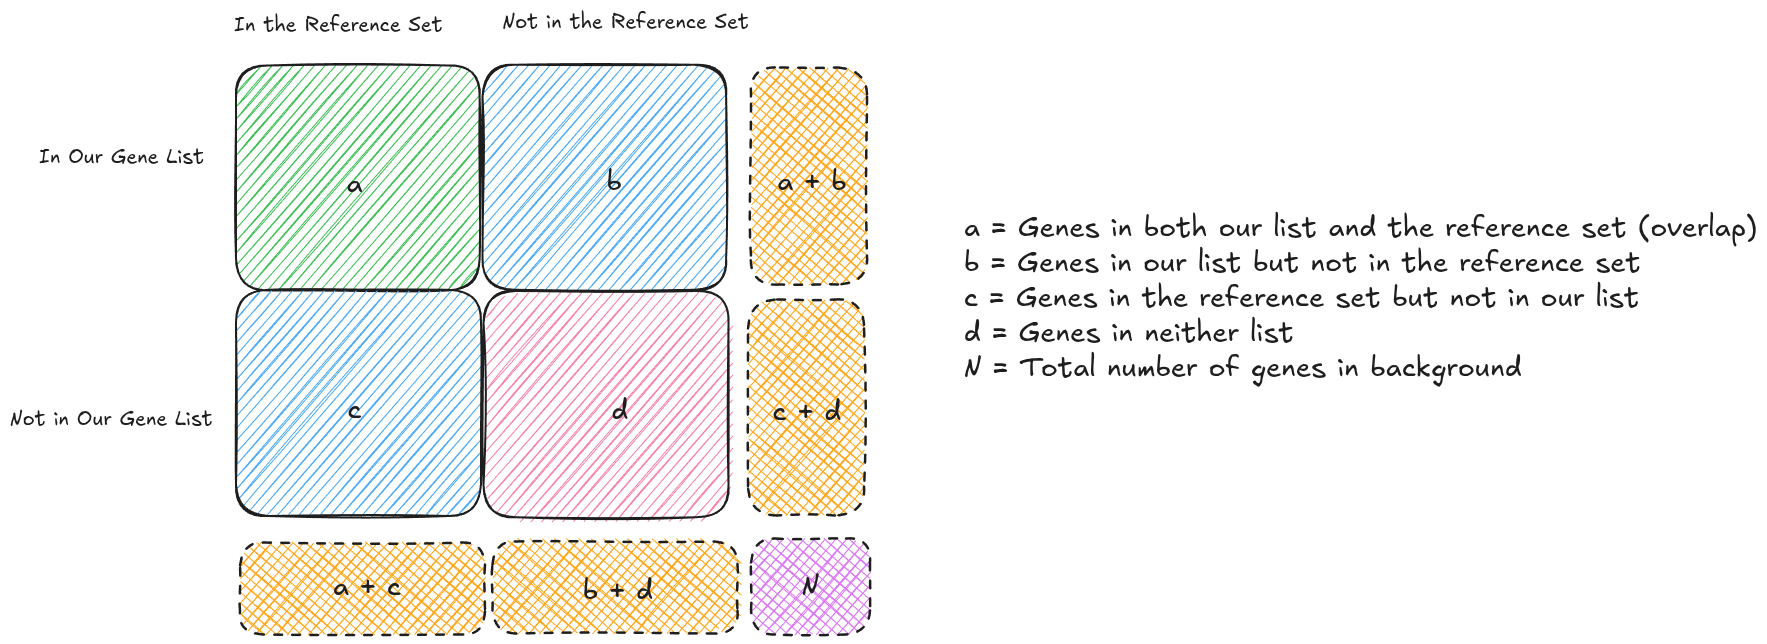 In the Reference Set
Not in the Reference Set
In Our Gene List
a
b
a + b
Not in Our Gene List
c
d
c + d
a + c
b + d
N
a = Genes in both our list and the reference set (overlap)
b = Genes in our list but not in the reference set
c = Genes in the reference set but not in our list
d = Genes in neither list
N = Total number of genes in background